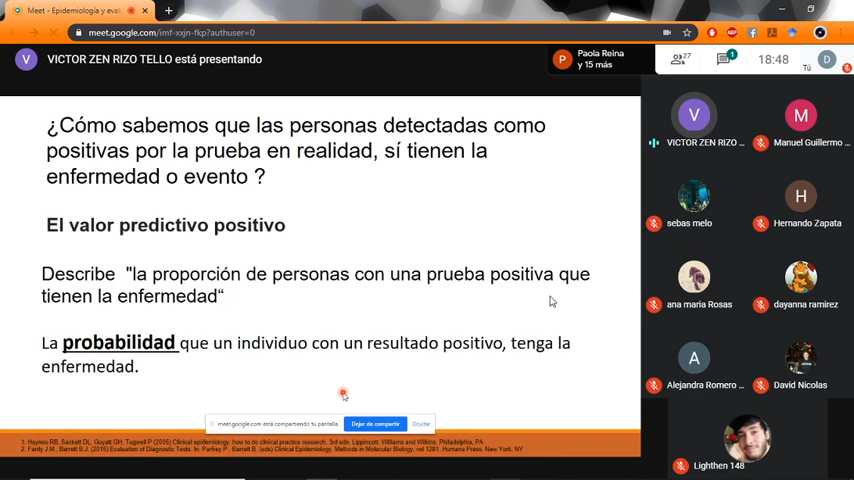 Meet - Epidemiología y eval
meet.google.com/imf-xxjn-fkp?authuser=0
ABP
V VICTOR ZEN RIZO TELLO está presentando
P Paola Reina
y 15 más
27
1
18:48
Tú
D
¿Cómo sabemos que las personas detectadas como
positivas por la prueba en realidad, sí tienen la
enfermedad o evento ?
El valor predictivo positivo
Describe "la proporción de personas con una prueba positiva que
tienen la enfermedad“
La probabilidad que un individuo con un resultado positivo, tenga la
enfermedad.
meet.google.com está compartiendo tu pantalla.
Dejar de compartir
Ocultar
1. Haynes RB, Sackett DL, Guyatt GH, Tugwell P (2005) Clinical epidemiology: how to do clinical practice research, 3rd edn. Lippincott, Williams and Wilkins, Philadelphia, PA.
2. Fardy J.M., Barrett B.J. (2015) Evaluation of Diagnostic Tests. In: Parfrey P., Barrett B. (eds) Clinical Epidemiology. Methods in Molecular Biology, vol 1281. Humana Press, New York, NY
V
VICTOR ZEN RIZO ...
M
Manuel Guillermo ...
sebas melo
H
Hernando Zapata
ana maria Rosas
dayanna ramirez
A
Alejandra Romero ...
David Nicolas
Lighthen 148